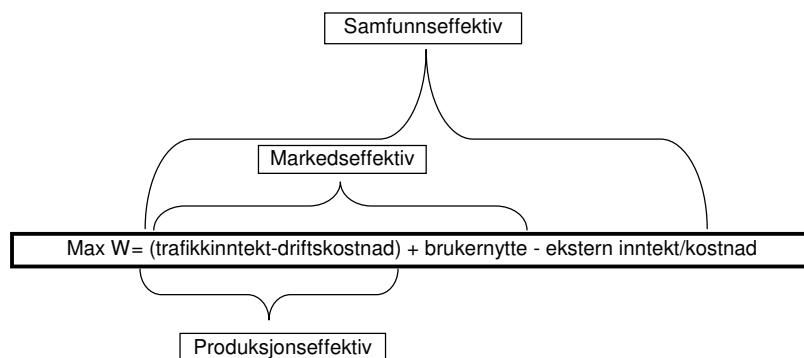 Samfunnseffektiv
Markedseffektiv
Max W= (trafikkinntekt-driftskostnad) + brukernytte - ekstern inntekt/kostnad
Produksjonseffektiv